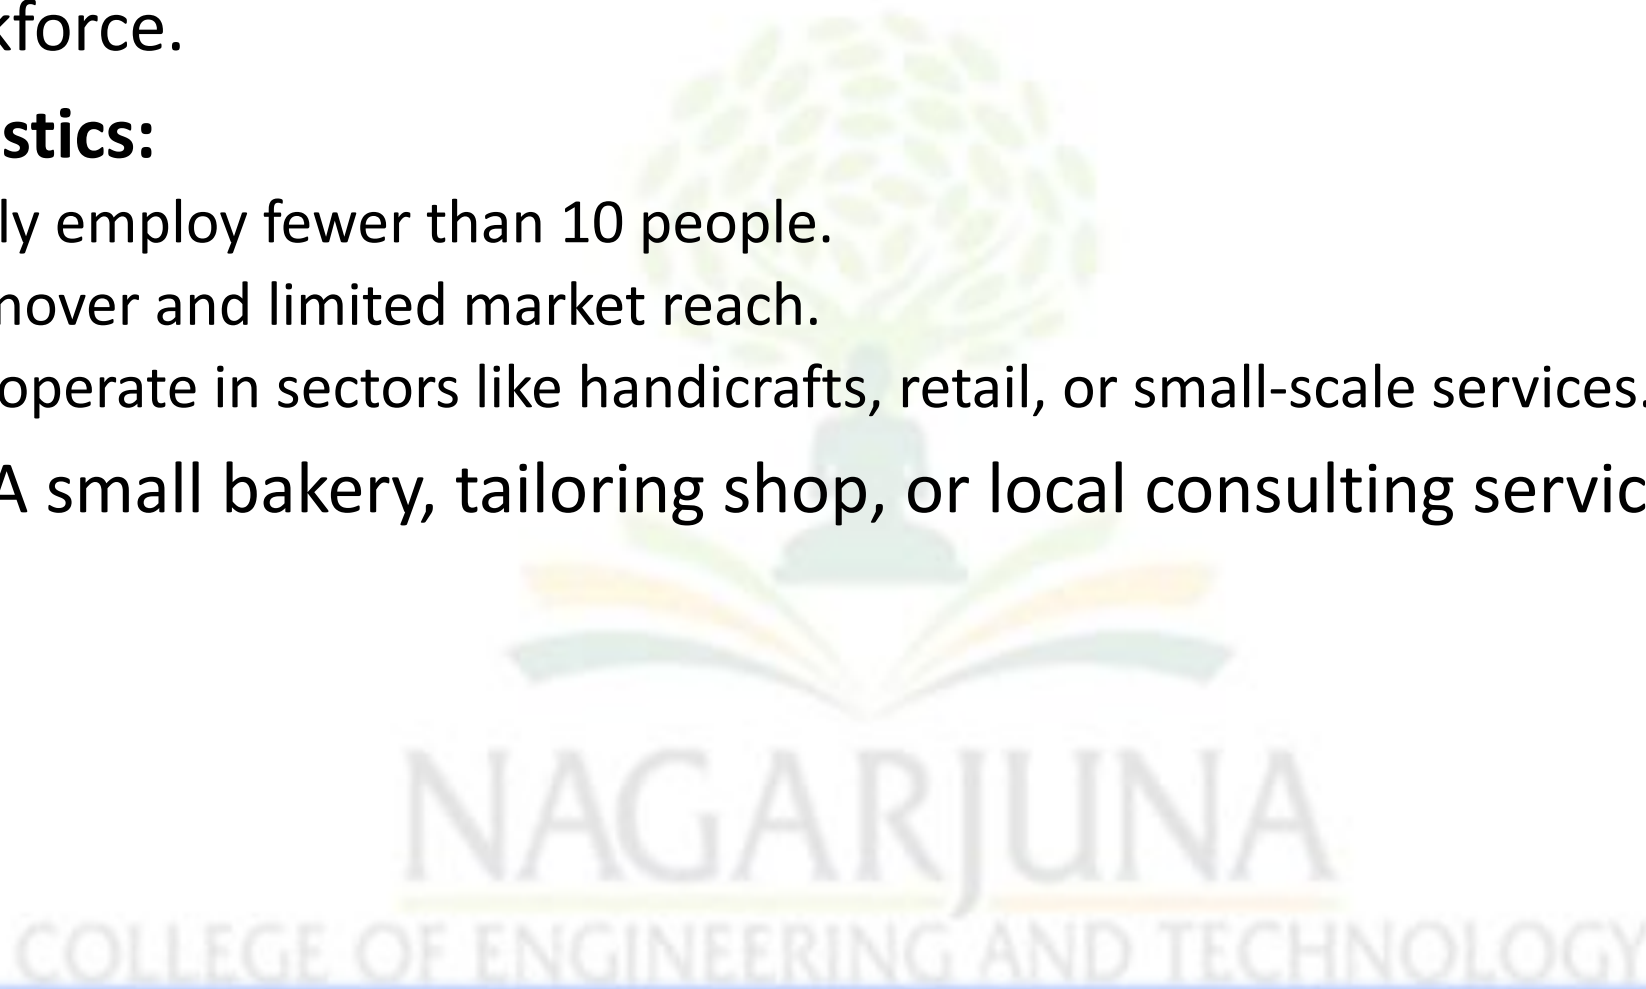 kforce.
stics:
ly employ fewer than 10 people.
nover and limited market reach.
operate in sectors like handicrafts, retail, or small-scale services.
A small bakery, tailoring shop, or local consulting servic
NAGARJUNA
COLLEGE OF ENGINEERING AND TECHNOLOGY